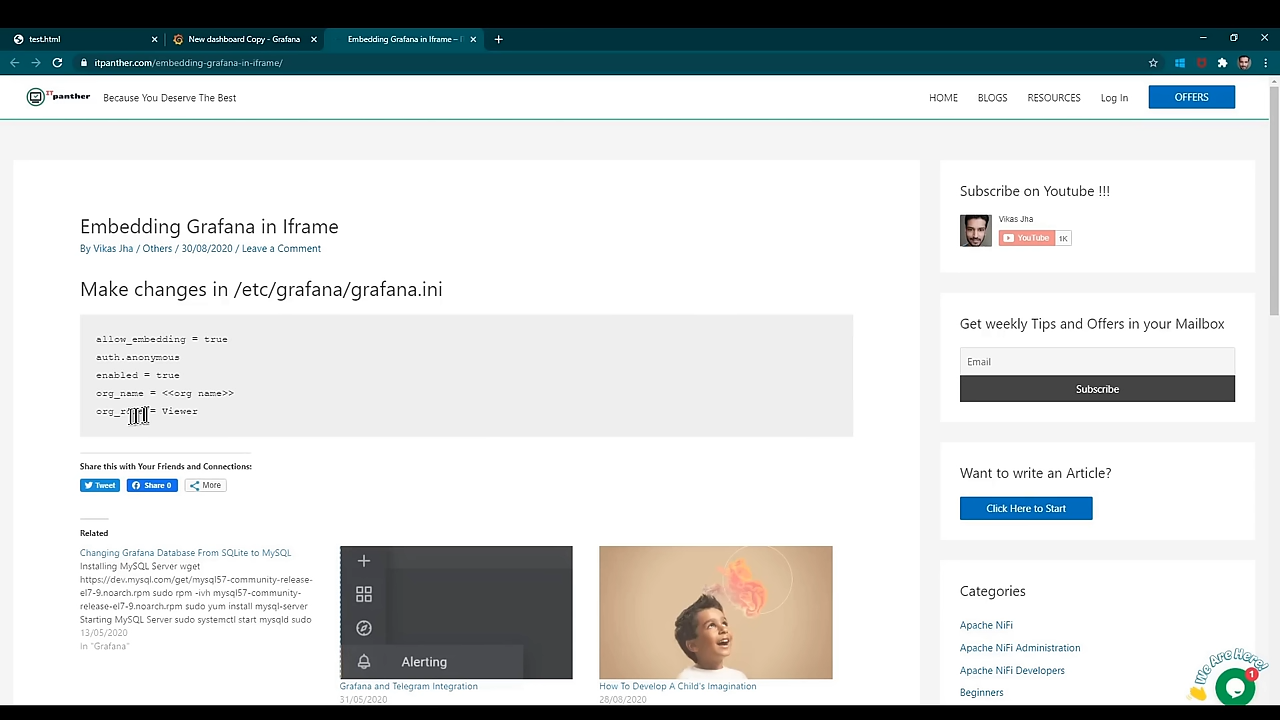 test.html
New dashboard Copy - Grafana
Embedding Grafana in Iframe –
itpanther.com/embedding-grafana-in-iframe/
ITpanther
Because You Deserve The Best
HOME
BLOGS
RESOURCES
Log In
OFFERS
Embedding Grafana in Iframe
By Vikas Jha / Others / 30/08/2020 / Leave a Comment
Make changes in /etc/grafana/grafana.ini
allow_embedding = true
auth.anonymous
enabled = true
org_name = <<org name>>
= Viewer
Share this with Your Friends and Connections:
Tweet
Share 0
More
Related
Changing Grafana Database From SQLite to MySQL
Installing MySQL Server wget
https://dev.mysql.com/get/mysql57-community-release-
el7-9.noarch.rpm sudo rpm -ivh mysql57-community-
release-el7-9.noarch.rpm sudo yum install mysql-server
Starting MySQL Server sudo systemctl start mysqld sudo
13/05/2020
In "Grafana"
Alerting
Grafana and Telegram Integration
31/05/2020
How To Develop A Child's Imagination
28/08/2020
Subscribe on Youtube !!!
Vikas Jha
YouTube
1K
Get weekly Tips and Offers in your Mailbox
Email
Subscribe
Want to write an Article?
Click Here to Start
Categories
Apache NiFi
Apache NiFi Administration
Apache NiFi Developers
Beginners
We Are Here!
1